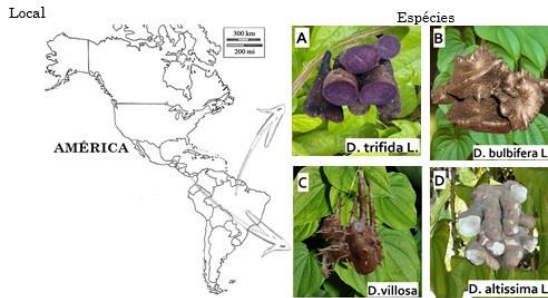 Local
Espécies
300 km
200 mi
AMÉRICA
A
D. trifida L.
B
D. bulbifera L
C
D.villosa
D
D. altissima L